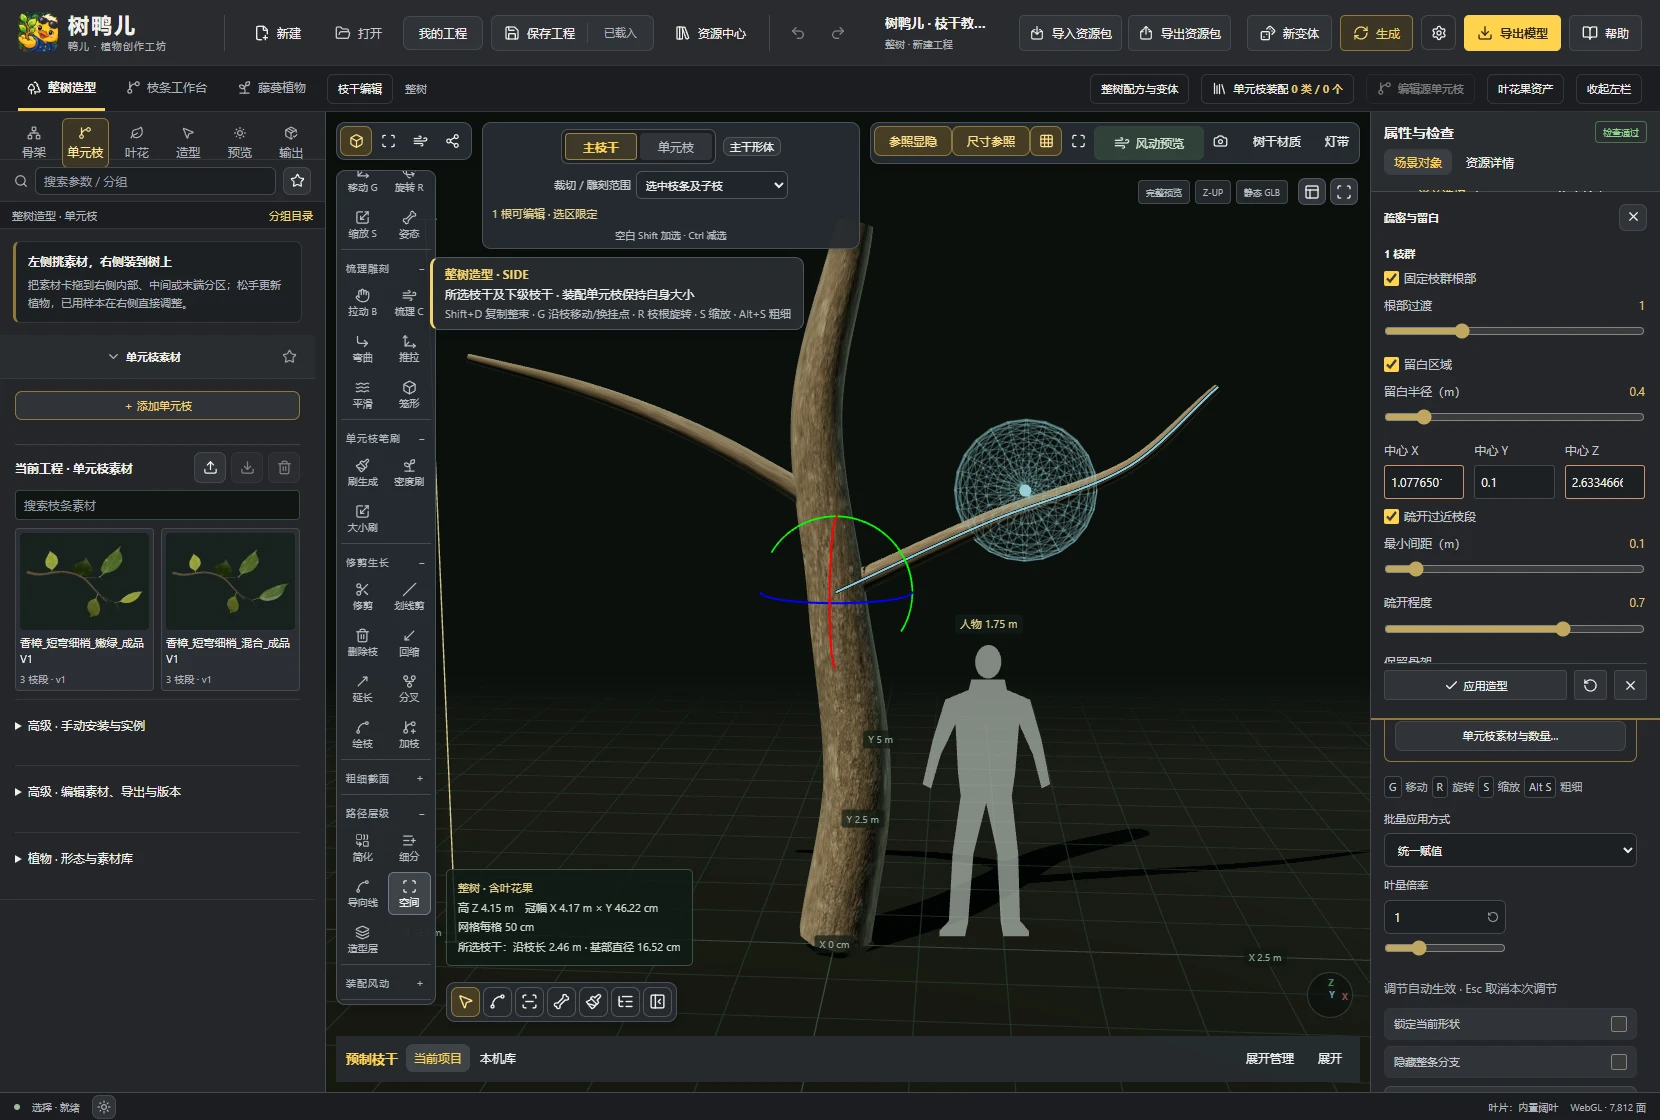 树鸭儿
鸭儿 · 植物创作工坊
新建
打开
我的工程
保存工程
已载入
资源中心
树鸭儿 · 枝干教...
整树 · 新建工程
导入资源包
导出资源包
新变体
生成
导出模型
帮助
整树造型
枝条工作台
藤蔓植物
枝干编辑
整树
整树配方与变体
单元枝装配 0 类 / 0 个
编辑源单元枝
叶花果资产
收起左栏
骨架
单元枝
叶花
造型
预览
输出
搜索参数 / 分组
整树造型 · 单元枝
分组目录
左侧挑素材，右侧装到树上
把素材卡拖到右侧内部、中间或末端分区；松手更新
植物，已用样本在右侧直接调整。
单元枝素材
+ 添加单元枝
当前工程 · 单元枝素材
搜索枝条素材
香樟_短弯细梢_嫩绿_成品
V1
3 枝段 · v1
香樟_短弯细梢_混合_成品
V1
3 枝段 · v1
高级 · 手动安装与实例
高级 · 编辑素材、导出与版本
植物 · 形态与素材库
选择 · 就绪
移动 G
旋转 R
缩放 S
姿态
梳理雕刻 −
拉动 B
梳理 C
弯曲
推拉
平滑
笼形
单元枝笔刷 −
刷生成
密度刷
大小刷
修剪生长 −
修剪
划线剪
删除枝
回缩
延长
分叉
绘枝
加枝
粗细截面 +
路径层级 −
简化
细分
导向线
空间
造型层
装配风动 +
主枝干
单元枝
主干形体
裁切 / 雕刻范围
选中枝条及子枝
1 根可编辑 · 选区限定
空白 Shift 加选 · Ctrl 减选
整树造型 · SIDE
所选枝干及下级枝干 · 装配单元枝保持自身大小
Shift+D 复制整束 · G 沿枝移动/换挂点 · R 枝根旋转 · S 缩放 · Alt+S 粗细
参照显隐
尺寸参照
风动预览
树干材质
灯带
完整预览
Z-UP
静态 GLB
人物 1.75 m
Y 5 m
Y 2.5 m
X 0 cm
X 2.5 m
m
Z
Y
X
整树 · 含叶花果
高 Z 4.15 m 冠幅 X 4.17 m × Y 46.22 cm
网格每格 50 cm
所选枝干：沿枝长 2.46 m · 基部直径 16.52 cm
预制枝干
当前项目
本机库
展开管理
展开
属性与检查
检查通过
场景对象
资源详情
疏密与留白
1 枝群
固定枝群根部
根部过渡
1
留白区域
留白半径（m）
0.4
中心 X
中心 Y
中心 Z
1.077650
0.1
2.633466
疏开过近枝段
最小间距（m）
0.1
疏开程度
0.7
保留骨架
应用造型
单元枝素材与数量...
G 移动 R 旋转 S 缩放 Alt S 粗细
批量应用方式
统一赋值
叶量倍率
1
调节自动生效 · Esc 取消本次调节
锁定当前形状
隐藏整条分支
叶片：内置阔叶
WebGL · 7,812 面